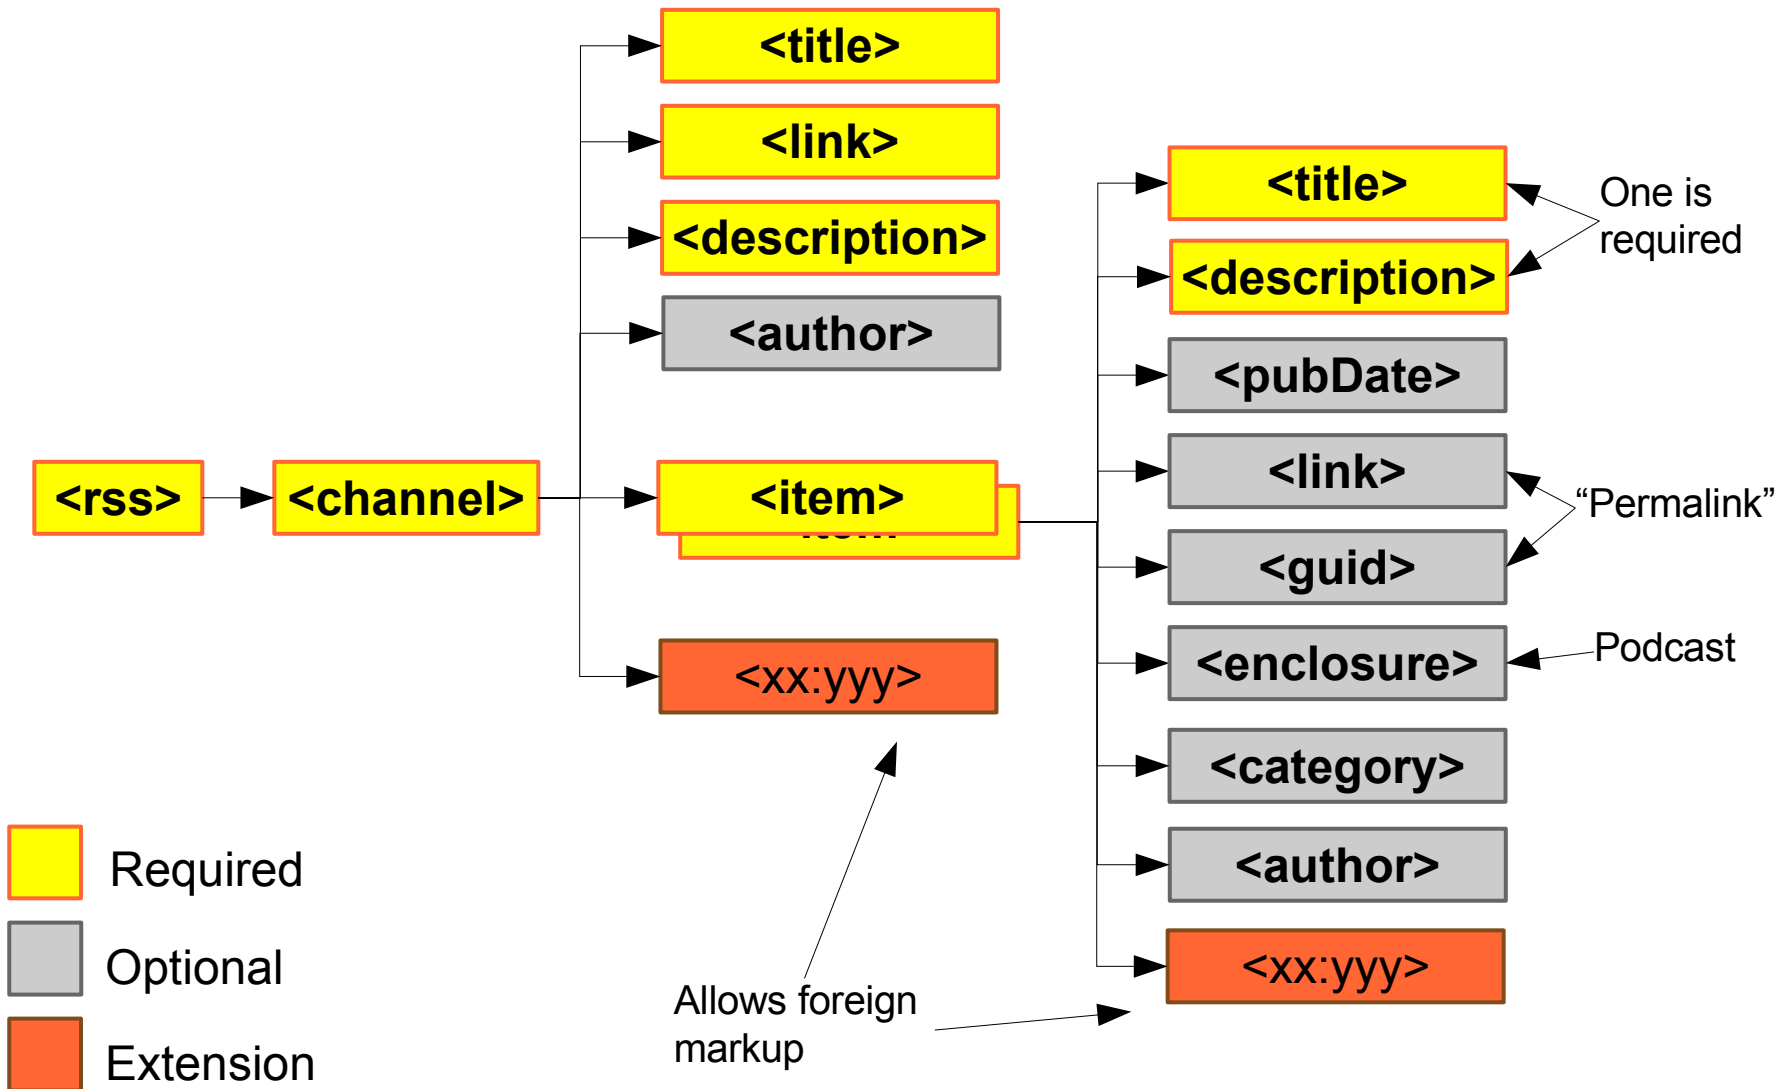 <rss>
<channel>
<title>
<link>
<description>
<author>
<item>
item
<xx:yyy>
<title>
<description>
<pubDate>
<link>
<guid>
<enclosure>
<category>
<author>
<xx:yyy>
One is
required
“Permalink”
Podcast
Allows foreign
markup
Required
Optional
Extension